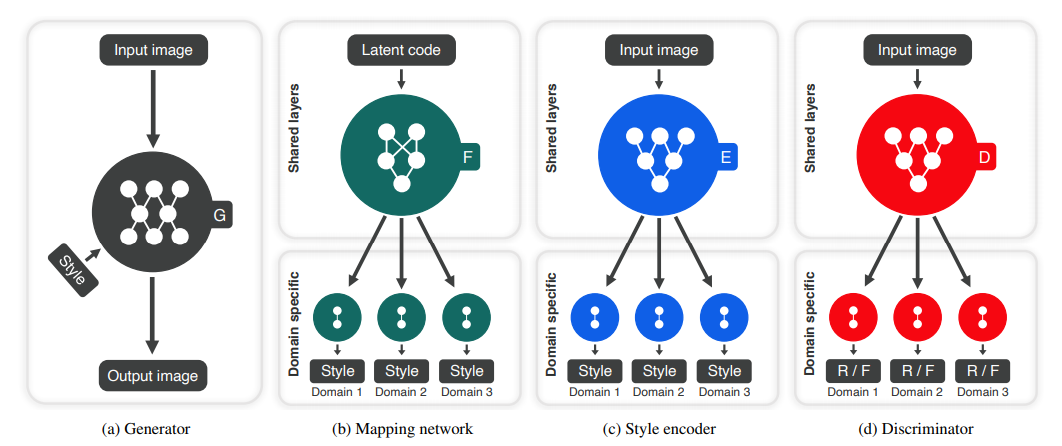 Input image
G
Style
Output image
(a) Generator
Latent code
Shared layers
F
Domain specific
Style Style Style
Domain 1 Domain 2 Domain 3
(b) Mapping network
Input image
Shared layers
E
Domain specific
Style Style Style
Domain 1 Domain 2 Domain 3
(c) Style encoder
Input image
Shared layers
D
Domain specific
R / F R / F R / F
Domain 1 Domain 2 Domain 3
(d) Discriminator